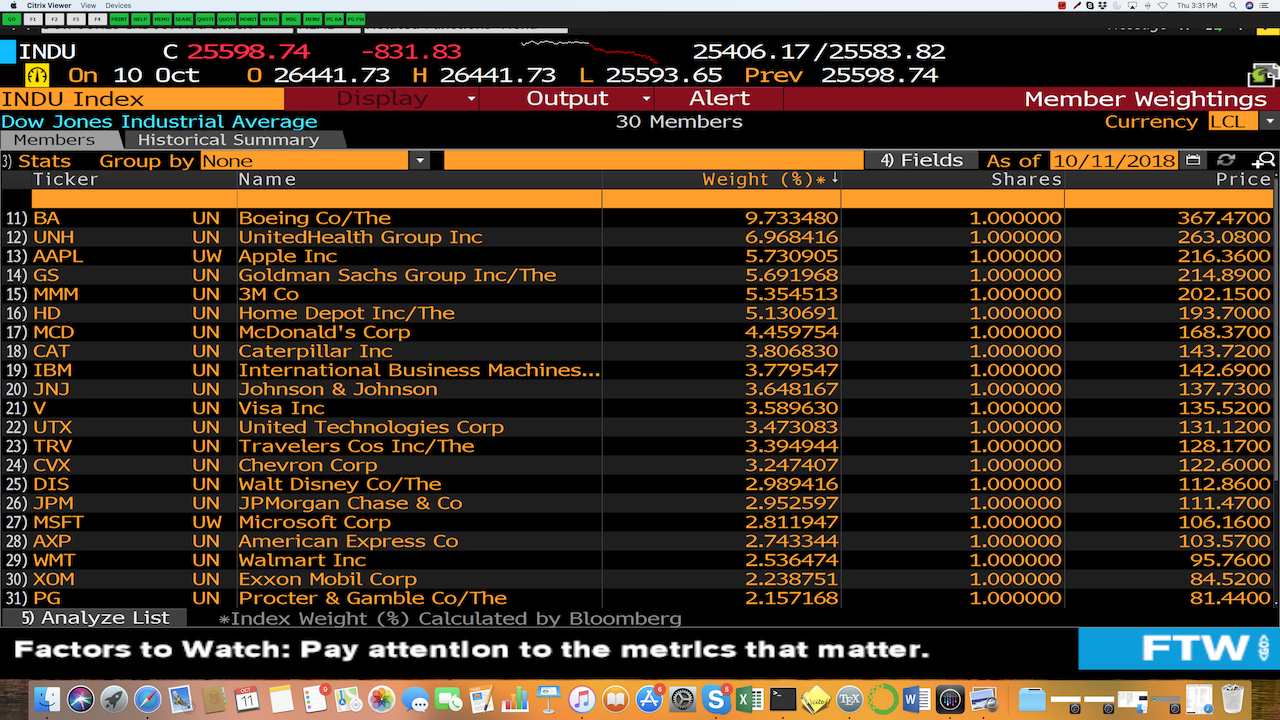 Citrix Viewer View Devices Thu 3:31 PM
GO F1 F2 F3 F4 PRINT HELP MEMO SEARC QUOTI QUOTI MONIT NEWS MSG MENU PG BA PG FW
INDU C 25598.74 -831.83 25406.17/25583.82
On 10 Oct O 26441.73 H 26441.73 L 25593.65 Prev 25598.74
INDU Index Display Output Alert Member Weightings
Dow Jones Industrial Average 30 Members Currency LCL
Members Historical Summary
3) Stats Group by None 4) Fields As of 10/11/2018
Ticker Name Weight (%)* ↓ Shares Price
11) BA UN Boeing Co/The 9.733480 1.000000 367.4700
12) UNH UN UnitedHealth Group Inc 6.968416 1.000000 263.0800
13) AAPL UW Apple Inc 5.730905 1.000000 216.3600
14) GS UN Goldman Sachs Group Inc/The 5.691968 1.000000 214.8900
15) MMM UN 3M Co 5.354513 1.000000 202.1500
16) HD UN Home Depot Inc/The 5.130691 1.000000 193.7000
17) MCD UN McDonald's Corp 4.459754 1.000000 168.3700
18) CAT UN Caterpillar Inc 3.806830 1.000000 143.7200
19) IBM UN International Business Machines... 3.779547 1.000000 142.6900
20) JNJ UN Johnson & Johnson 3.648167 1.000000 137.7300
21) V UN Visa Inc 3.589630 1.000000 135.5200
22) UTX UN United Technologies Corp 3.473083 1.000000 131.1200
23) TRV UN Travelers Cos Inc/The 3.394944 1.000000 128.1700
24) CVX UN Chevron Corp 3.247407 1.000000 122.6000
25) DIS UN Walt Disney Co/The 2.989416 1.000000 112.8600
26) JPM UN JPMorgan Chase & Co 2.952597 1.000000 111.4700
27) MSFT UW Microsoft Corp 2.811947 1.000000 106.1600
28) AXP UN American Express Co 2.743344 1.000000 103.5700
29) WMT UN Walmart Inc 2.536474 1.000000 95.7600
30) XOM UN Exxon Mobil Corp 2.238751 1.000000 84.5200
31) PG UN Procter & Gamble Co/The 2.157168 1.000000 81.4400
5) Analyze List *Index Weight (%) Calculated by Bloomberg
Factors to Watch: Pay attention to the metrics that matter. FTW